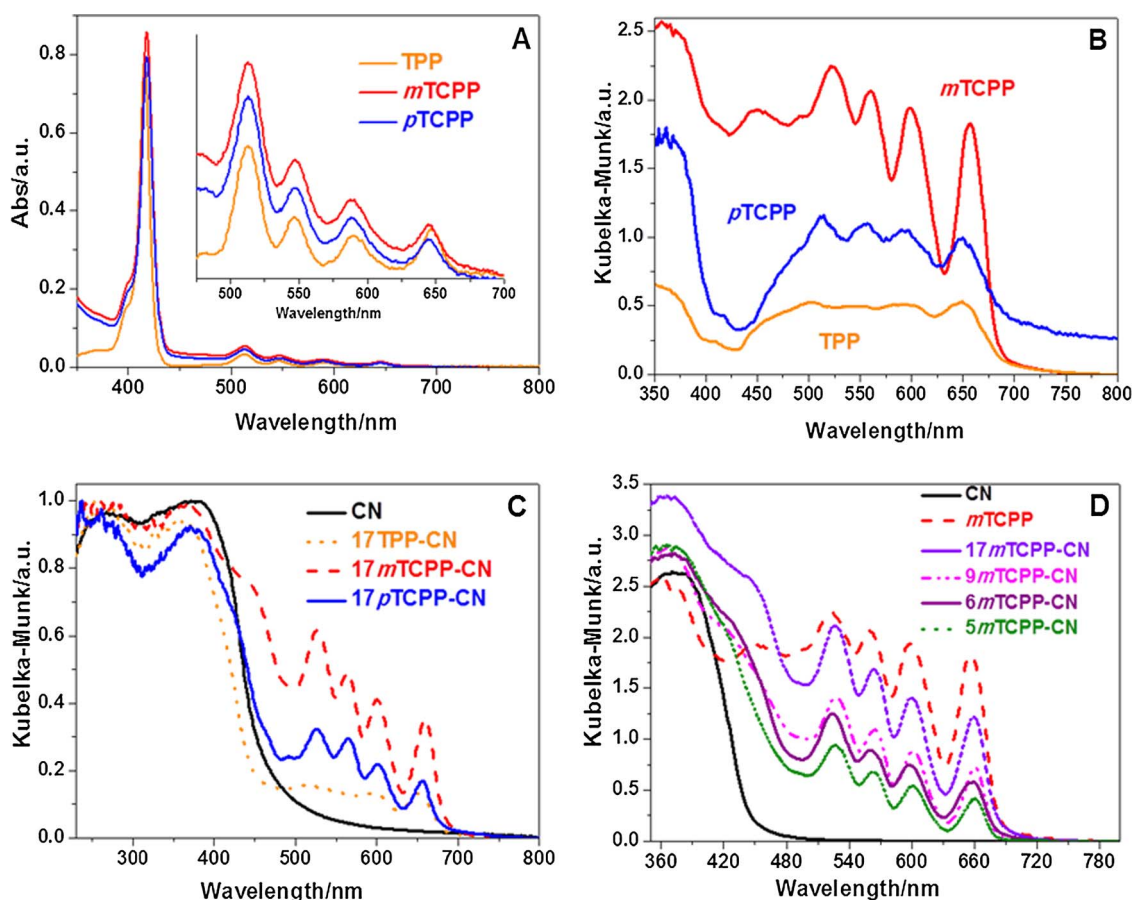 A
TPP
mTCPP
pTCPP
Abs/a.u.
0.8
0.6
0.4
0.2
0.0
500 550 600 650 700
Wavelength/nm
400 500 600 700 800
Wavelength/nm
B
mTCPP
pTCPP
TPP
Kubelka-Munk/a.u.
2.5
2.0
1.5
1.0
0.5
0.0
350 400 450 500 550 600 650 700 750 800
Wavelength/nm
C
CN
17TPP-CN
17mTCPP-CN
17pTCPP-CN
Kubelka-Munk/a.u.
1.0
0.8
0.6
0.4
0.2
0.0
300 400 500 600 700 800
Wavelength/nm
D
CN
mTCPP
17mTCPP-CN
9mTCPP-CN
6mTCPP-CN
5mTCPP-CN
Kubelka-Munk/a.u.
3.5
3.0
2.5
2.0
1.5
1.0
0.5
0.0
360 420 480 540 600 660 720 780
Wavelength/nm